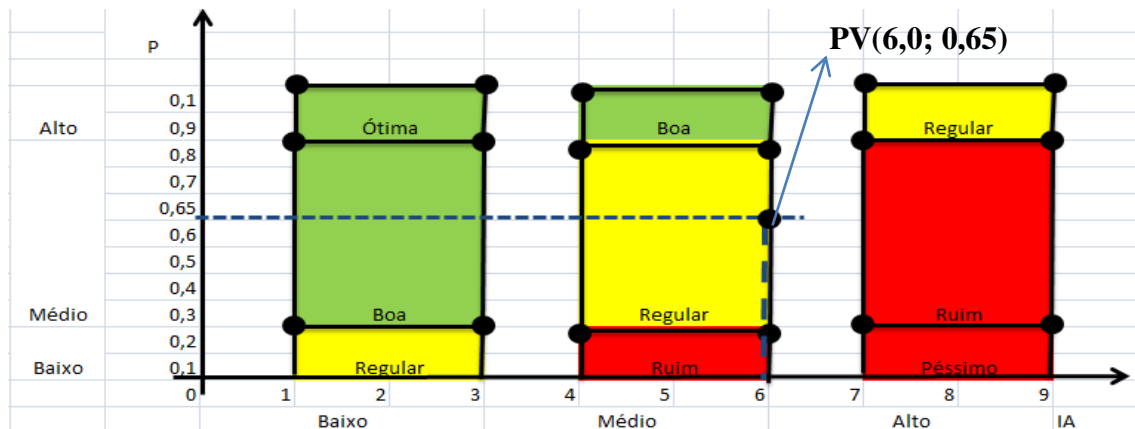 PV(6,0; 0,65)
P
0,1
Alto 0,9 Ótima Boa Regular
0,8
0,7
0,65
0,6
0,5
0,4
Médio 0,3 Boa Regular Ruim
0,2
Baixo 0,1 Regular Ruim Péssimo
0 1 2 3 4 5 6 7 8 9
Baixo Médio Alto IA